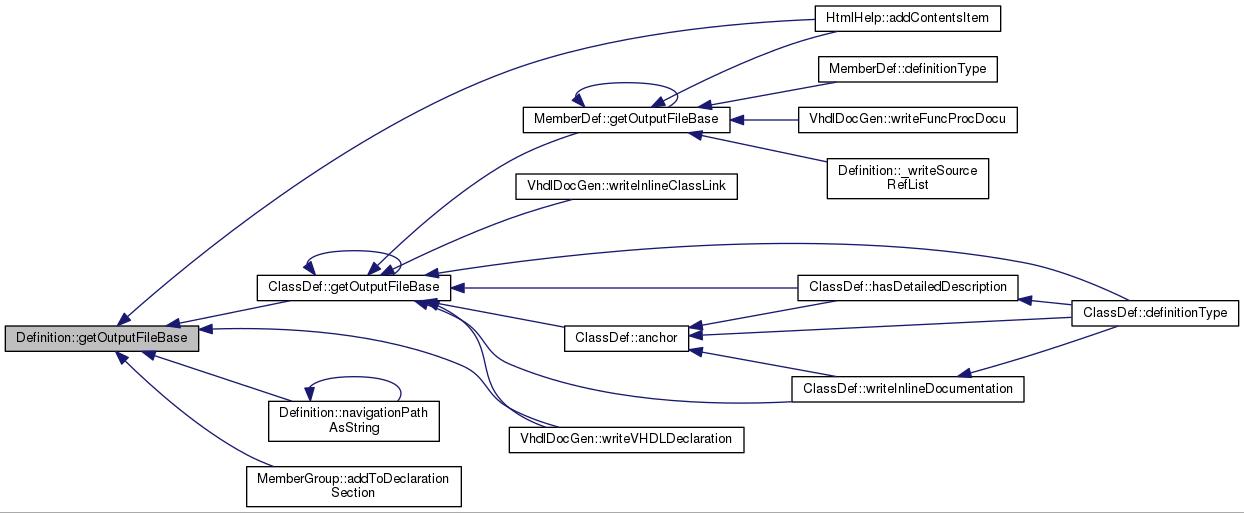 HtmlHelp::addContentsItem
MemberDef::definitionType
MemberDef::getOutputFileBase
VhdlDocGen::writeFuncProcDocu
Definition::_writeSource
RefList
VhdlDocGen::writeInlineClassLink
ClassDef::getOutputFileBase
ClassDef::hasDetailedDescription
ClassDef::definitionType
Definition::getOutputFileBase
ClassDef::anchor
ClassDef::writeInlineDocumentation
Definition::navigationPath
AsString
VhdlDocGen::writeVHDLDeclaration
MemberGroup::addToDeclaration
Section